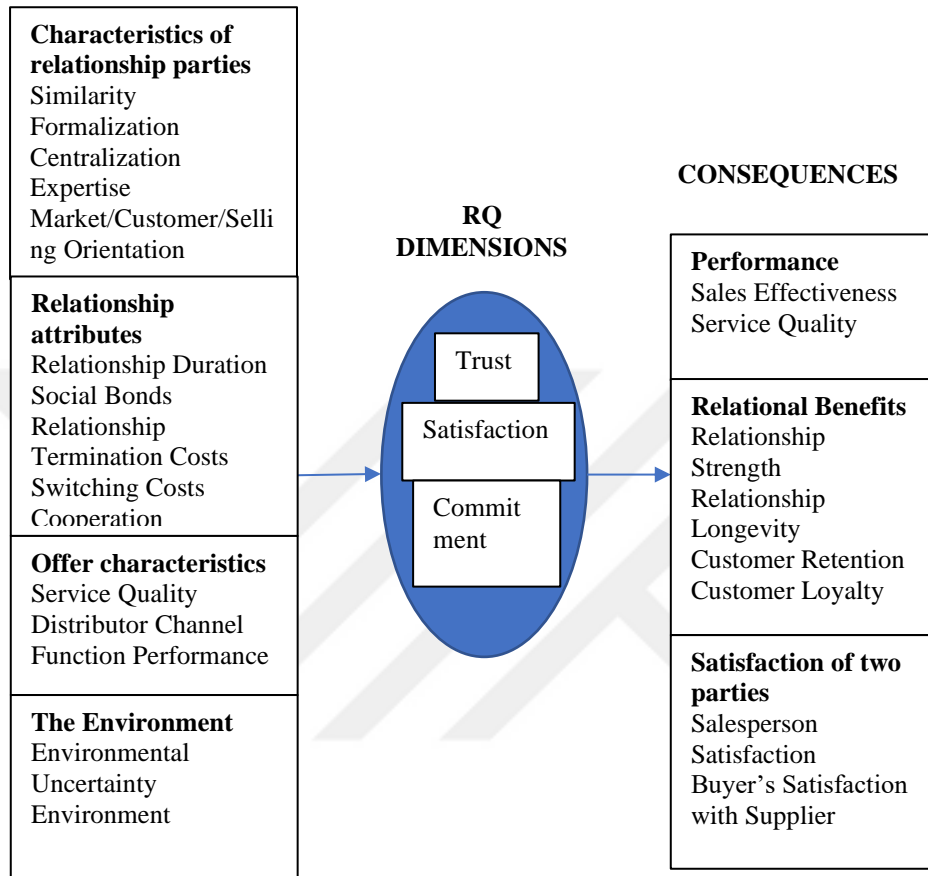 Characteristics of
relationship parties
Similarity
Formalization
Centralization
Expertise
Market/Customer/Selli
ng Orientation
Relationship
attributes
Relationship Duration
Social Bonds
Relationship
Termination Costs
Switching Costs
Cooperation
Offer characteristics
Service Quality
Distributor Channel
Function Performance
The Environment
Environmental
Uncertainty
Environment
RQ
DIMENSIONS
Trust
Satisfaction
Commit
ment
CONSEQUENCES
Performance
Sales Effectiveness
Service Quality
Relational Benefits
Relationship
Strength
Relationship
Longevity
Customer Retention
Customer Loyalty
Satisfaction of two
parties
Salesperson
Satisfaction
Buyer's Satisfaction
with Supplier